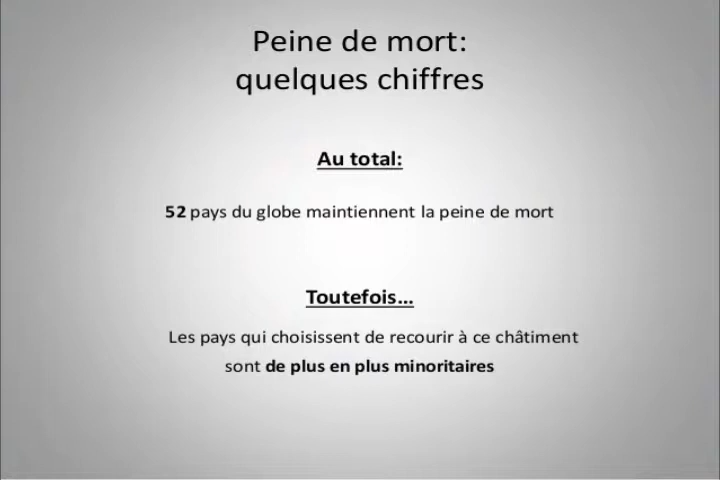 Peine de mort:
quelques chiffres
Au total:
52 pays du globe maintiennent la peine de mort
Toutefois...
Les pays qui choisissent de recourir à ce châtiment
sont de plus en plus minoritaires